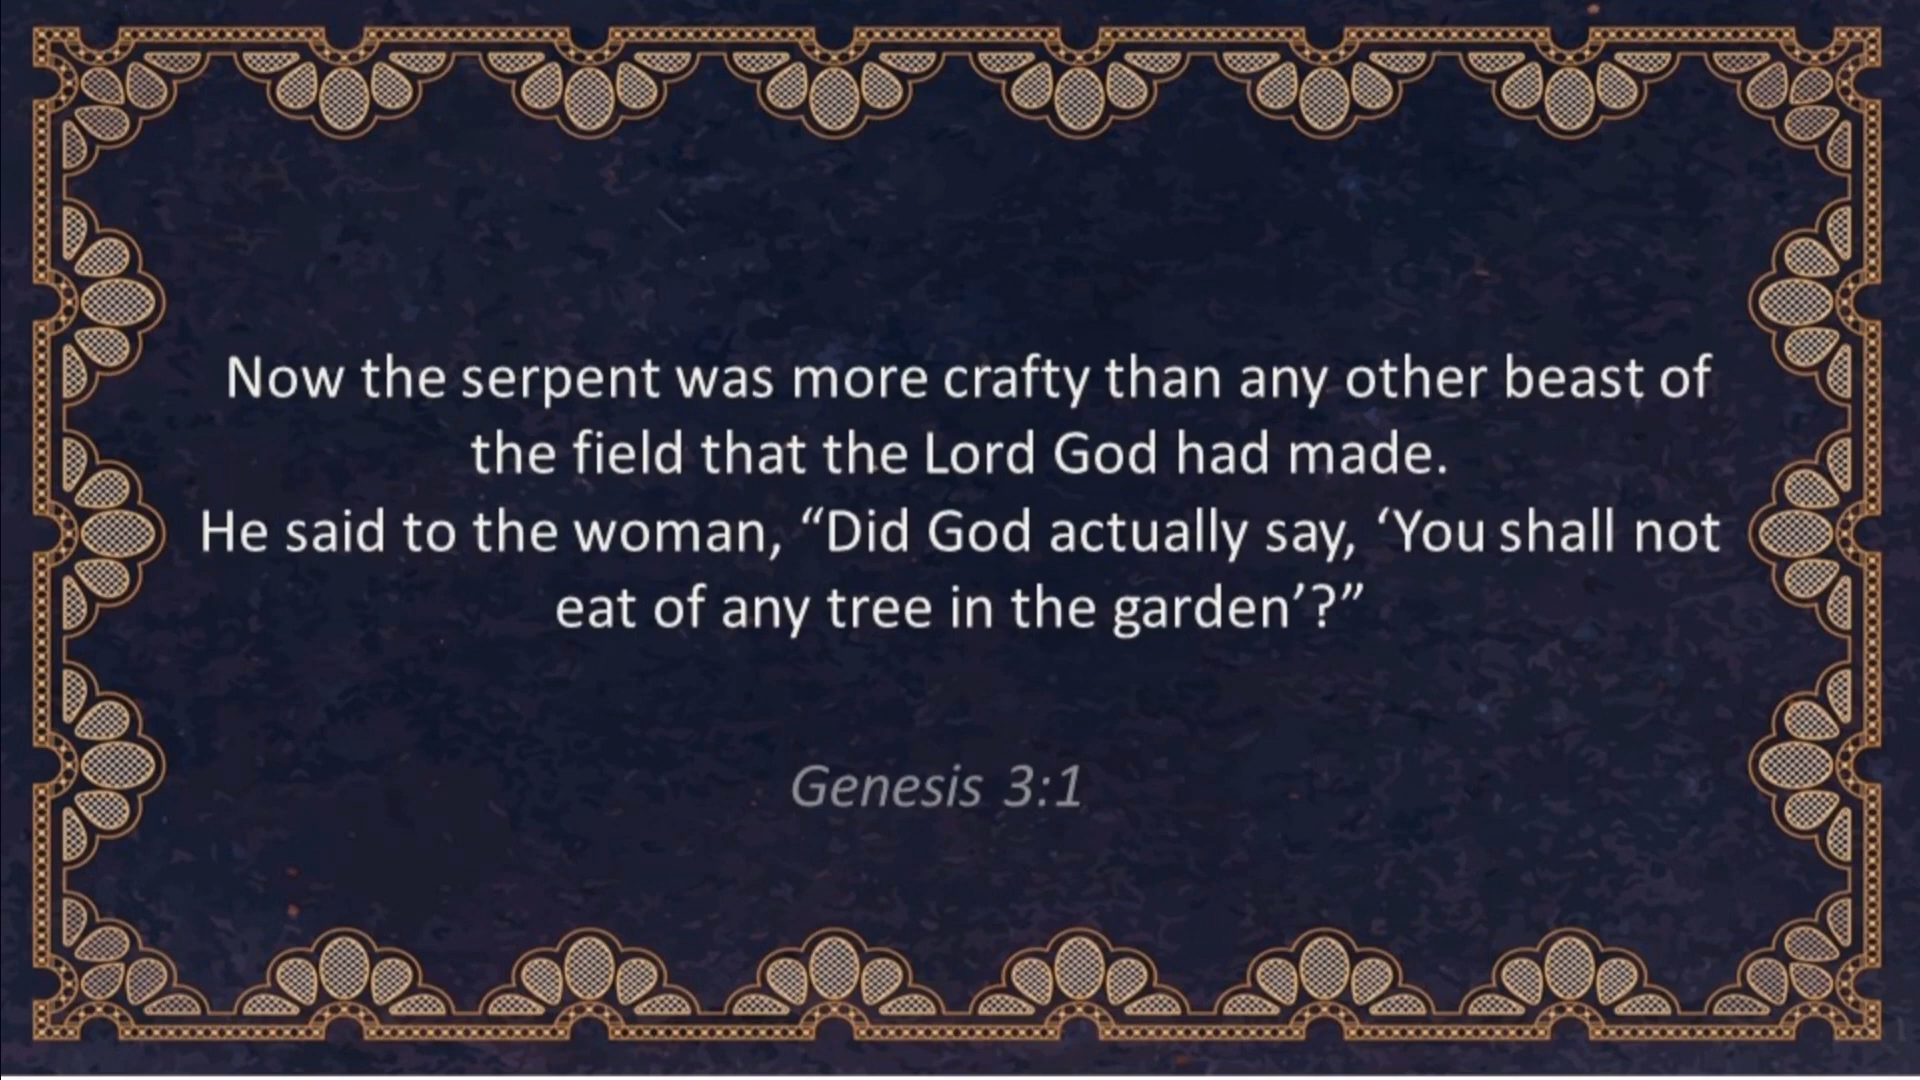 Now the serpent was more crafty than any other beast of
the field that the Lord God had made.
He said to the woman, “Did God actually say, ‘You shall not
eat of any tree in the garden’?”
Genesis 3:1